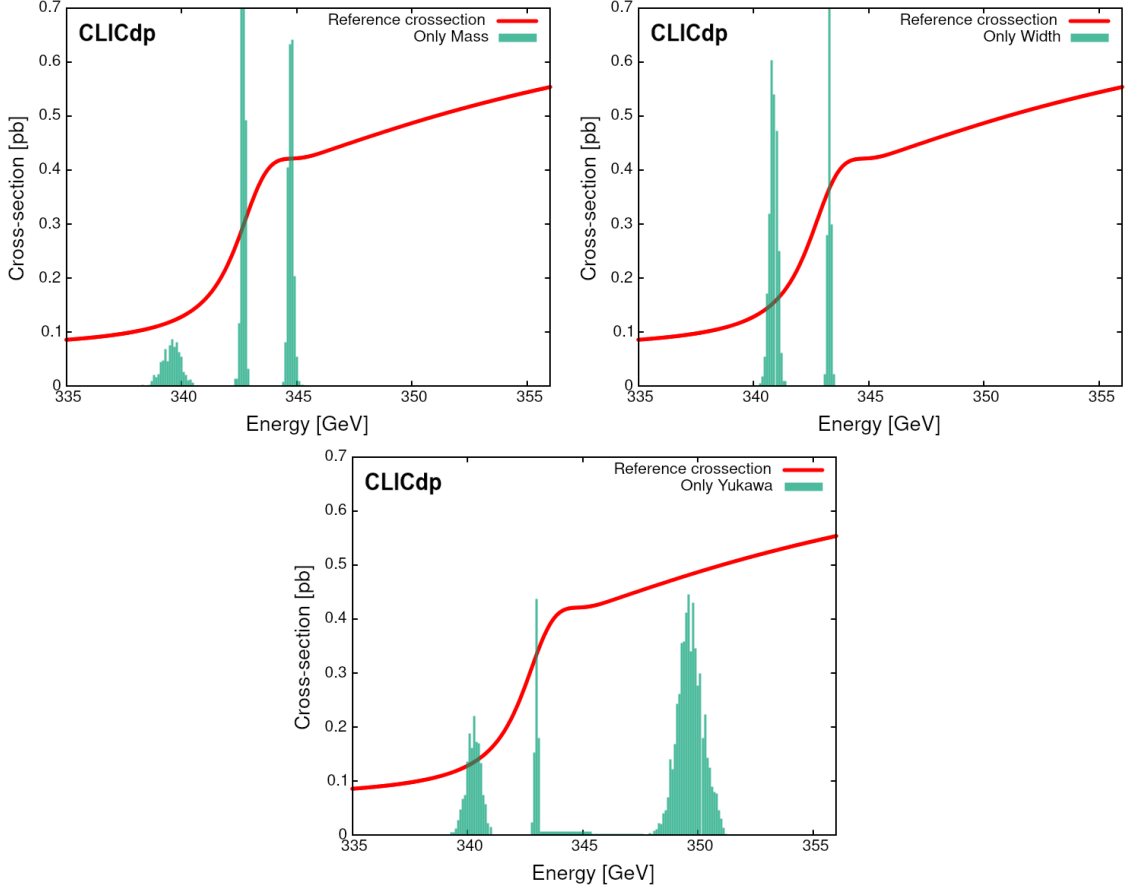 CLICdp
Reference crossection
Only Mass
0.7
0.6
0.5
0.4
0.3
0.2
0.1
0
Cross-section [pb]
335 340 345 350 355
Energy [GeV]
CLICdp
Reference crossection
Only Width
0.7
0.6
0.5
0.4
0.3
0.2
0.1
0
Cross-section [pb]
335 340 345 350 355
Energy [GeV]
CLICdp
Reference crossection
Only Yukawa
0.7
0.6
0.5
0.4
0.3
0.2
0.1
0
Cross-section [pb]
335 340 345 350 355
Energy [GeV]